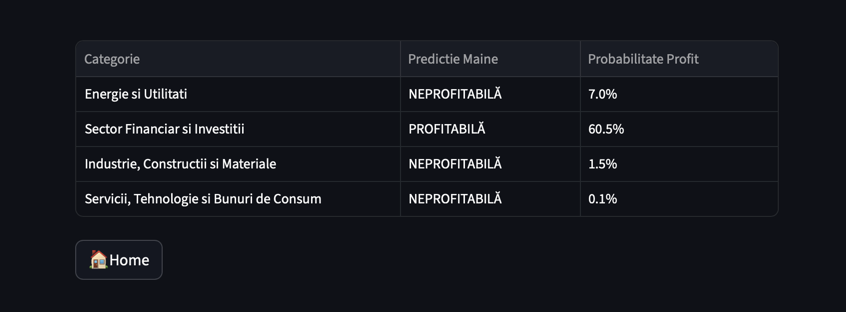 Categorie Predictie Maine Probabilitate Profit
Energie si Utilitati NEPROFITABILĂ 7.0%
Sector Financiar si Investitii PROFITABILĂ 60.5%
Industrie, Constructii si Materiale NEPROFITABILĂ 1.5%
Servicii, Tehnologie si Bunuri de Consum NEPROFITABILĂ 0.1%
Home